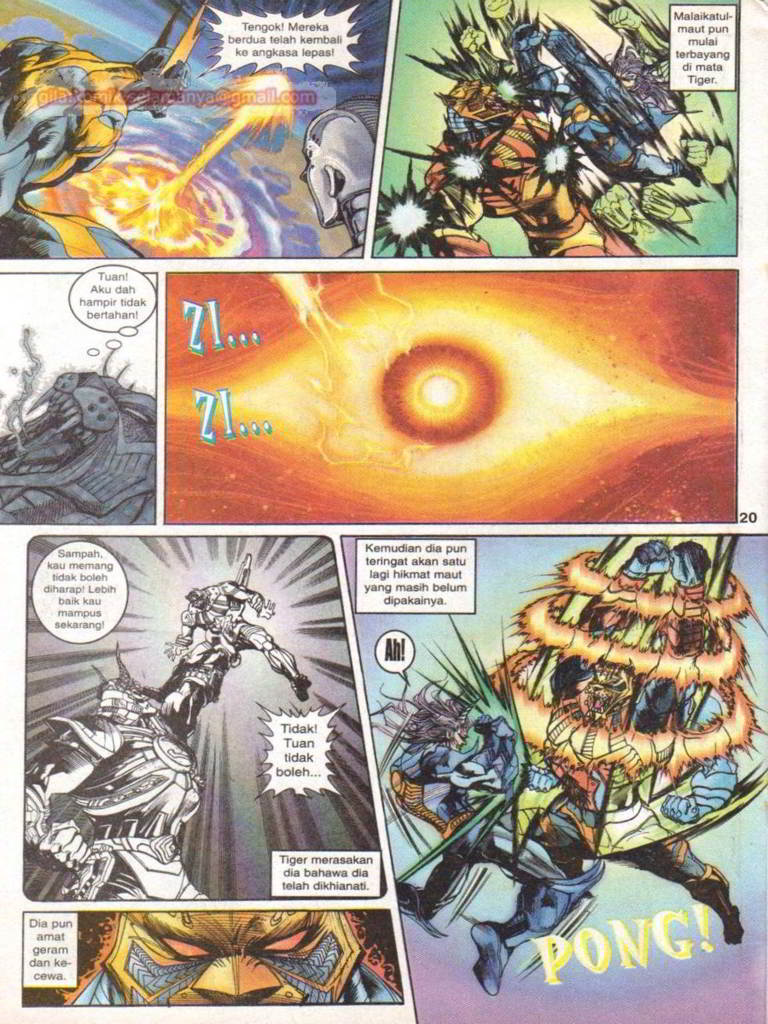 Tengok! Mereka
berdua telah kembali
ke angkasa lepas!
Malaikatul-
maut pun
mulai
terbayang
di mata
Tiger.
Tuan!
Aku dah
hampir tidak
bertahan!
ZI...
ZI...
20
Sampah,
kau memang
tidak boleh
diharap! Lebih
baik kau
mampus
sekarang!
Tidak!
Tuan
tidak
boleh...
Tiger merasakan
dia bahawa dia
telah dikhianati.
Dia pun
amat
geram
dan ke-
cewa.
Kemudian dia pun
teringat akan satu
lagi hikmat maut
yang masih belum
dipakainya.
Ah!
PONG!